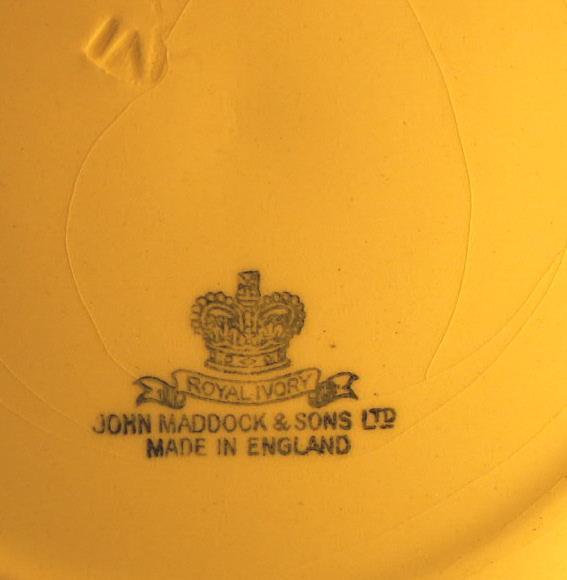 ROYAL IVORY
JOHN MADDOCK & SONS LTD
MADE IN ENGLAND